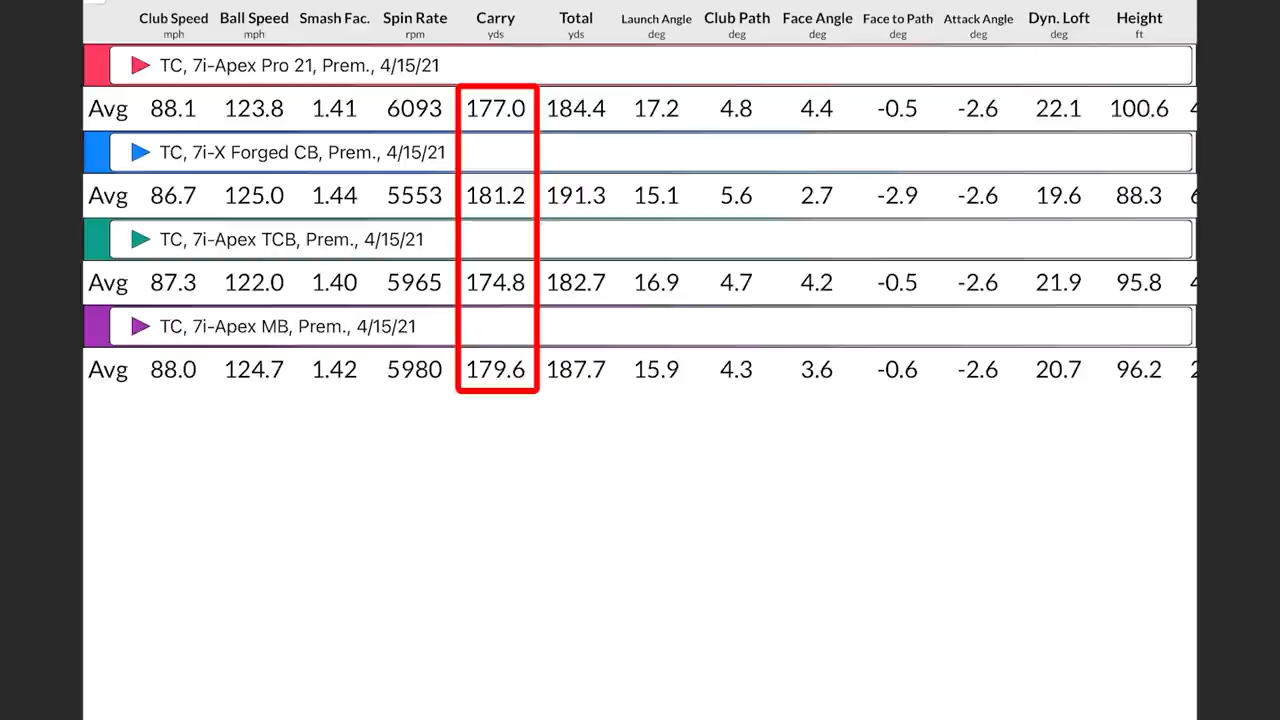 Club Speed Ball Speed Smash Fac. Spin Rate Carry Total Launch Angle Club Path Face Angle Face to Path Attack Angle Dyn. Loft Height
mph mph rpm yds yds deg deg deg deg deg deg ft
TC, 7i-Apex Pro 21, Prem., 4/15/21
Avg 88.1 123.8 1.41 6093 177.0 184.4 17.2 4.8 4.4 -0.5 -2.6 22.1 100.6
TC, 7i-X Forged CB, Prem., 4/15/21
Avg 86.7 125.0 1.44 5553 181.2 191.3 15.1 5.6 2.7 -2.9 -2.6 19.6 88.3
TC, 7i-Apex TCB, Prem., 4/15/21
Avg 87.3 122.0 1.40 5965 174.8 182.7 16.9 4.7 4.2 -0.5 -2.6 21.9 95.8
TC, 7i-Apex MB, Prem., 4/15/21
Avg 88.0 124.7 1.42 5980 179.6 187.7 15.9 4.3 3.6 -0.6 -2.6 20.7 96.2